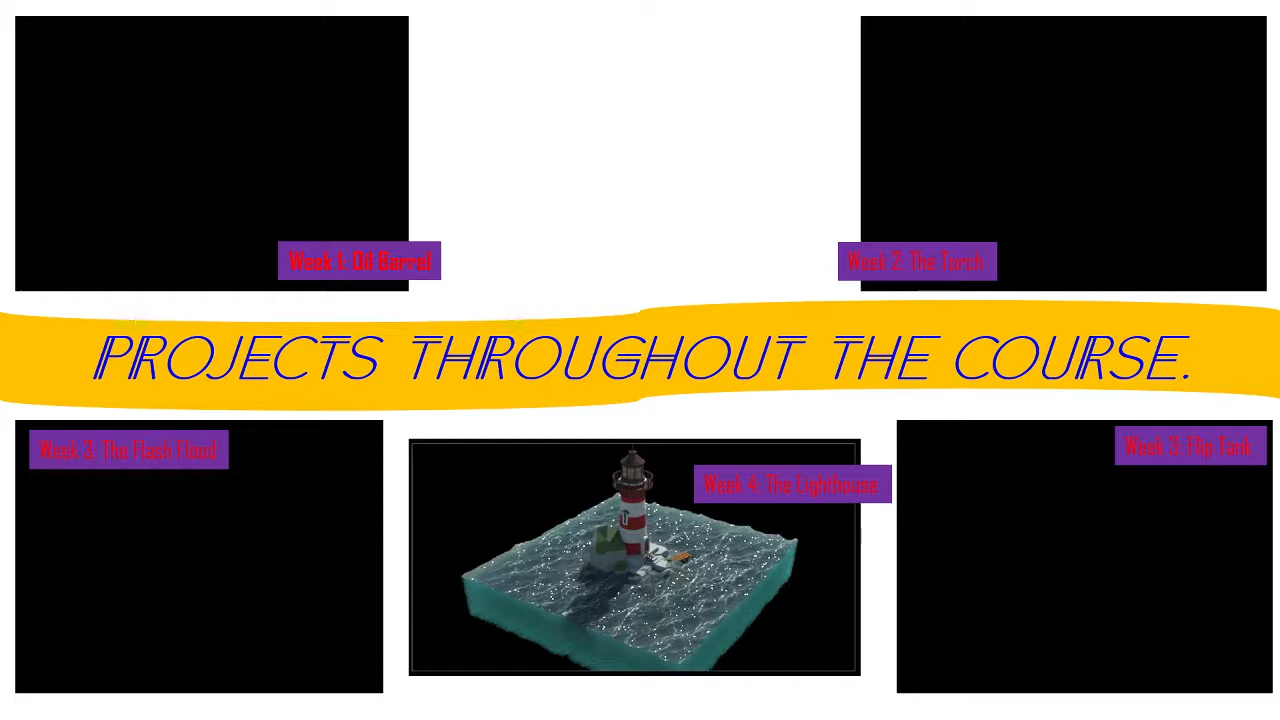 Week 1: Oil Barrel
Week 2: The Torch
PROJECTS THROUGHOUT THE COURSE.
Week 3: The Flash Flood
Week 4: The Lighthouse
Week 3: Flip Tank